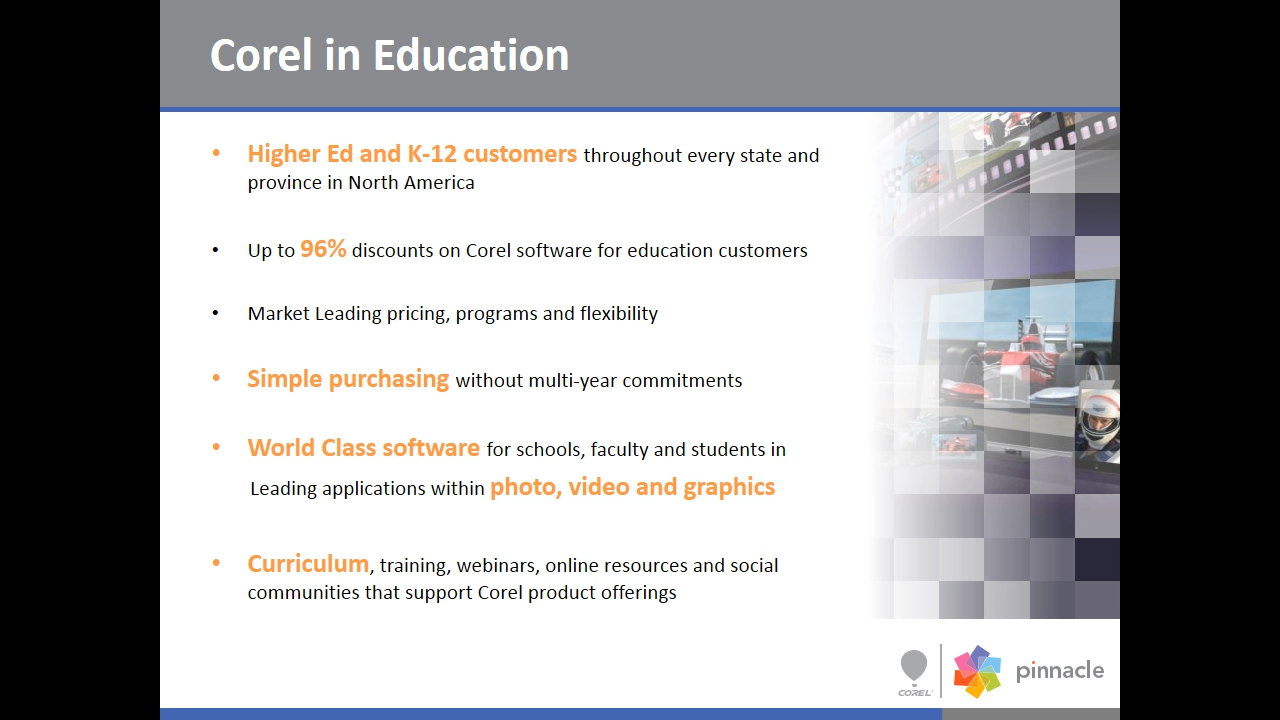 Corel in Education
• Higher Ed and K-12 customers throughout every state and
province in North America
• Up to 96% discounts on Corel software for education customers
• Market Leading pricing, programs and flexibility
• Simple purchasing without multi-year commitments
• World Class software for schools, faculty and students in
Leading applications within photo, video and graphics
• Curriculum, training, webinars, online resources and social
communities that support Corel product offerings
COREL
pinnacle